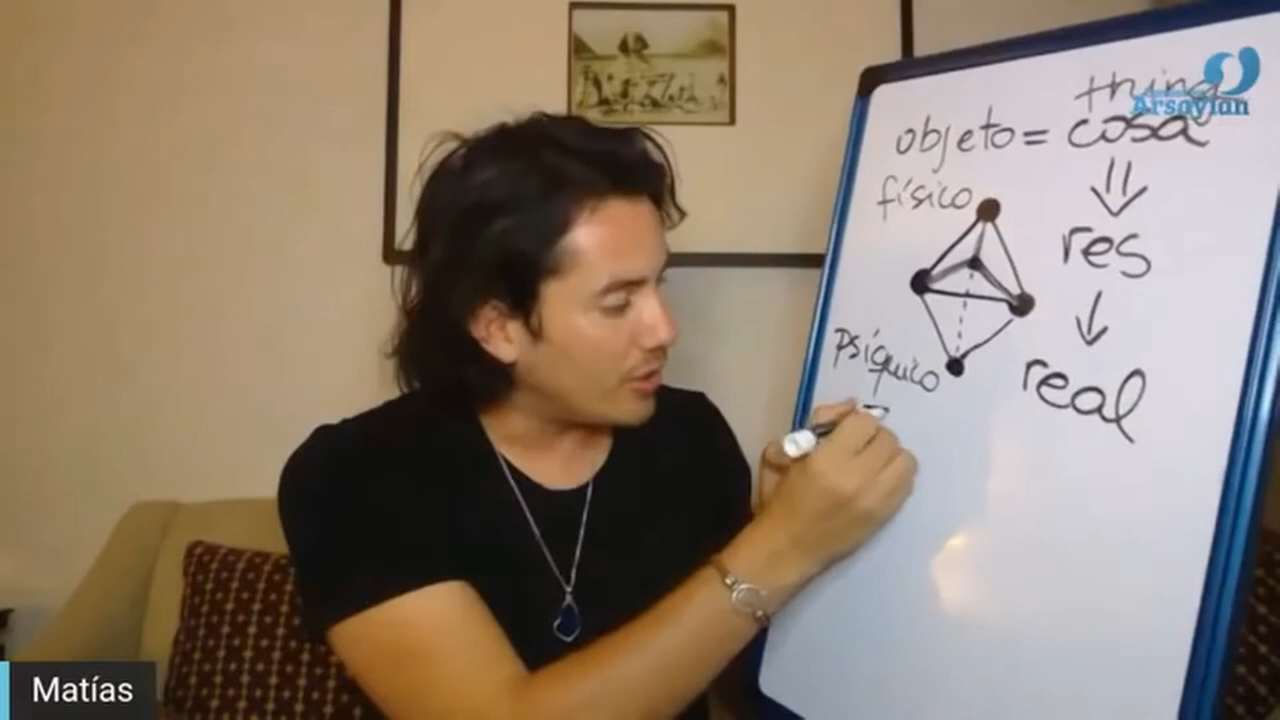 thing
Arsayian
objeto = cosa
físico
⇓
res
↓
psíquico
real
Matías